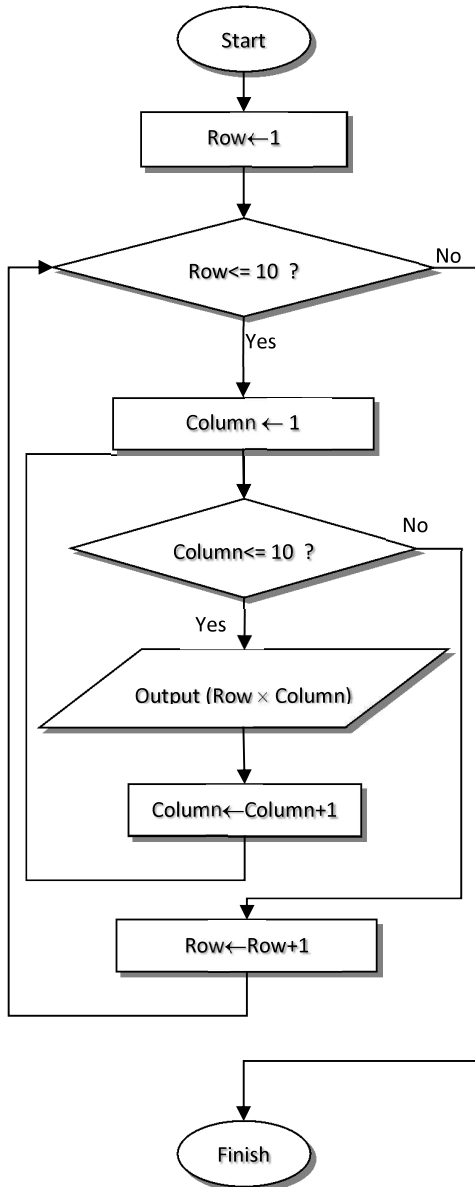 Start
Row←1
Row<= 10 ?
No
Yes
Column ← 1
Column<= 10 ?
No
Yes
Output (Row × Column)
Column←Column+1
Row←Row+1
Finish